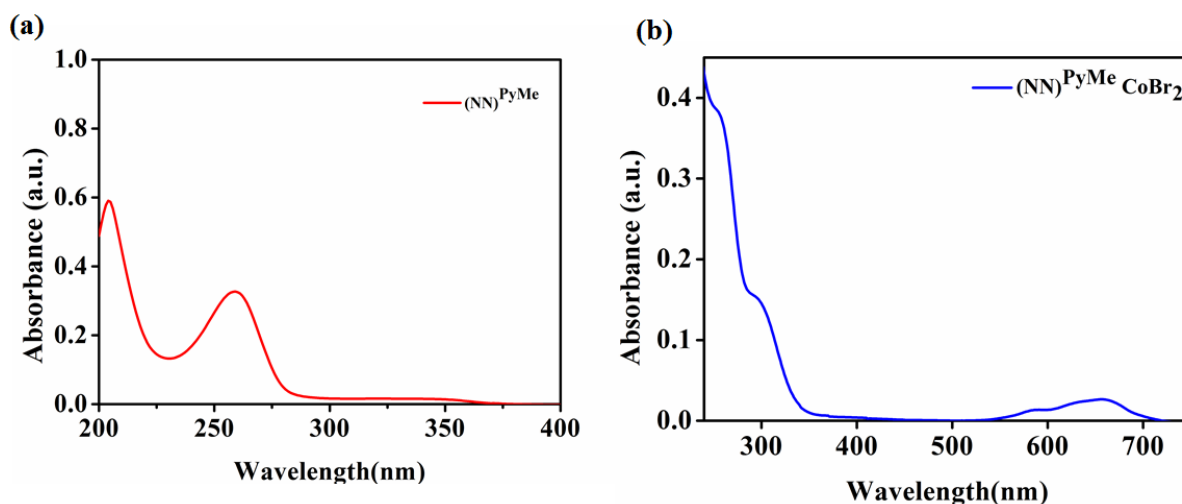 (a)
(b)
1.0
0.8
0.6
0.4
0.2
0.0
200
250
300
350
400
Absorbance (a.u.)
Wavelength(nm)
(NN)PyMe
0.4
0.3
0.2
0.1
0.0
300
400
500
600
700
Absorbance (a.u.)
Wavelength(nm)
(NN)PyMe CoBr2